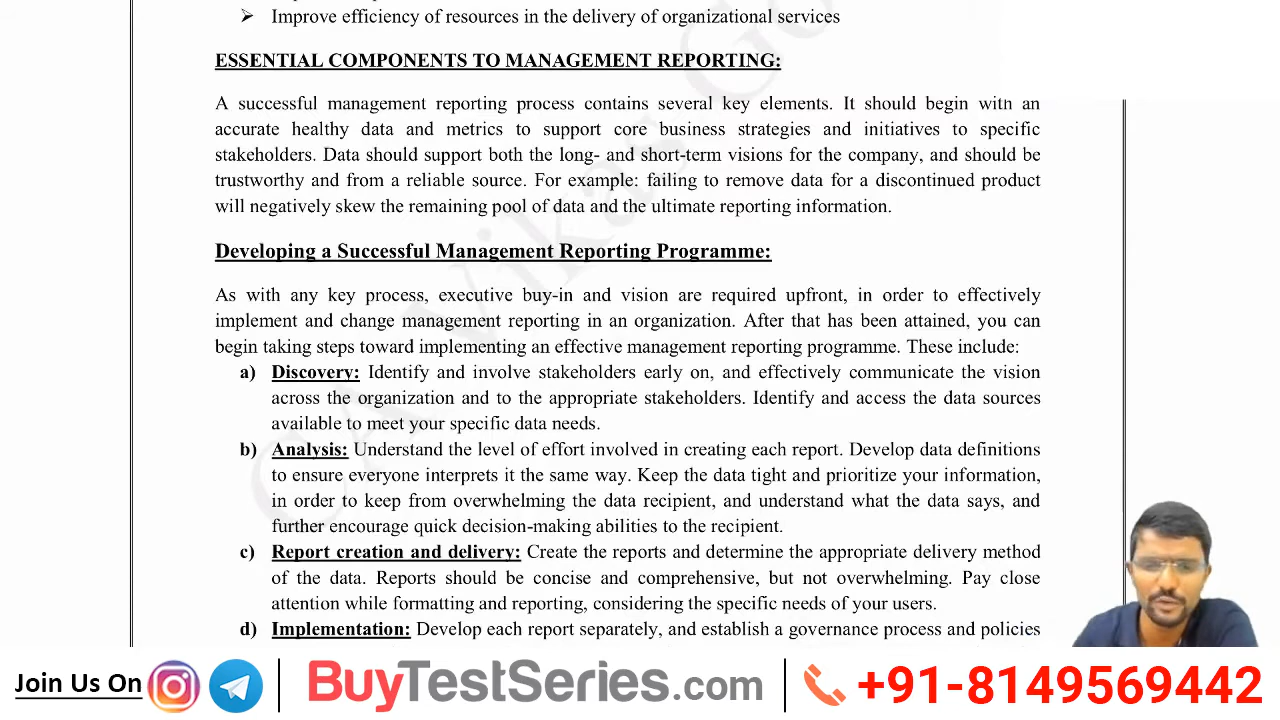 ➢ Improve efficiency of resources in the delivery of organizational services
ESSENTIAL COMPONENTS TO MANAGEMENT REPORTING:
A successful management reporting process contains several key elements. It should begin with an
accurate healthy data and metrics to support core business strategies and initiatives to specific
stakeholders. Data should support both the long- and short-term visions for the company, and should be
trustworthy and from a reliable source. For example: failing to remove data for a discontinued product
will negatively skew the remaining pool of data and the ultimate reporting information.
Developing a Successful Management Reporting Programme:
As with any key process, executive buy-in and vision are required upfront, in order to effectively
implement and change management reporting in an organization. After that has been attained, you can
begin taking steps toward implementing an effective management reporting programme. These include:
a) Discovery: Identify and involve stakeholders early on, and effectively communicate the vision
across the organization and to the appropriate stakeholders. Identify and access the data sources
available to meet your specific data needs.
b) Analysis: Understand the level of effort involved in creating each report. Develop data definitions
to ensure everyone interprets it the same way. Keep the data tight and prioritize your information,
in order to keep from overwhelming the data recipient, and understand what the data says, and
further encourage quick decision-making abilities to the recipient.
c) Report creation and delivery: Create the reports and determine the appropriate delivery method
of the data. Reports should be concise and comprehensive, but not overwhelming. Pay close
attention while formatting and reporting, considering the specific needs of your users.
d) Implementation: Develop each report separately, and establish a governance process and policies
Join Us On
BuyTestSeries.com
+91-8149569442
CA Vikas Go